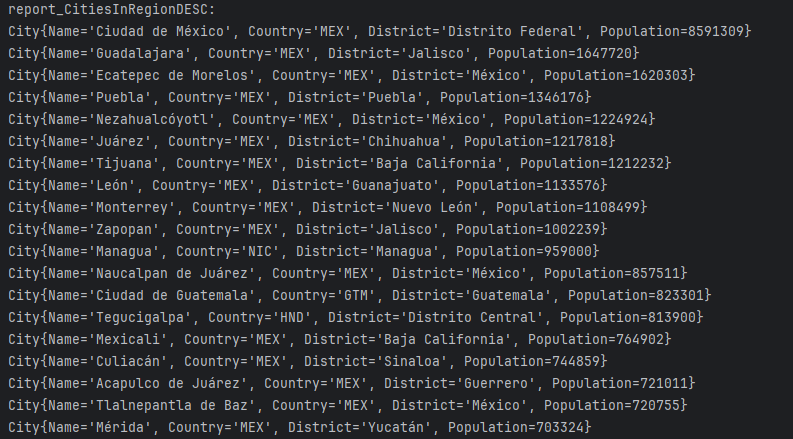 report_CitiesInRegionDESC:
City{Name='Ciudad de México', Country='MEX', District='Distrito Federal', Population=8591309}
City{Name='Guadalajara', Country='MEX', District='Jalisco', Population=1647720}
City{Name='Ecatepec de Morelos', Country='MEX', District='México', Population=1620303}
City{Name='Puebla', Country='MEX', District='Puebla', Population=1346176}
City{Name='Nezahualcóyotl', Country='MEX', District='México', Population=1224924}
City{Name='Juárez', Country='MEX', District='Chihuahua', Population=1217818}
City{Name='Tijuana', Country='MEX', District='Baja California', Population=1212232}
City{Name='León', Country='MEX', District='Guanajuato', Population=1133576}
City{Name='Monterrey', Country='MEX', District='Nuevo León', Population=1108499}
City{Name='Zapopan', Country='MEX', District='Jalisco', Population=1002239}
City{Name='Managua', Country='NIC', District='Managua', Population=959000}
City{Name='Naucalpan de Juárez', Country='MEX', District='México', Population=857511}
City{Name='Ciudad de Guatemala', Country='GTM', District='Guatemala', Population=823301}
City{Name='Tegucigalpa', Country='HND', District='Distrito Central', Population=813900}
City{Name='Mexicali', Country='MEX', District='Baja California', Population=764902}
City{Name='Culiacán', Country='MEX', District='Sinaloa', Population=744859}
City{Name='Acapulco de Juárez', Country='MEX', District='Guerrero', Population=721011}
City{Name='Tlalnepantla de Baz', Country='MEX', District='México', Population=720755}
City{Name='Mérida', Country='MEX', District='Yucatán', Population=703324}